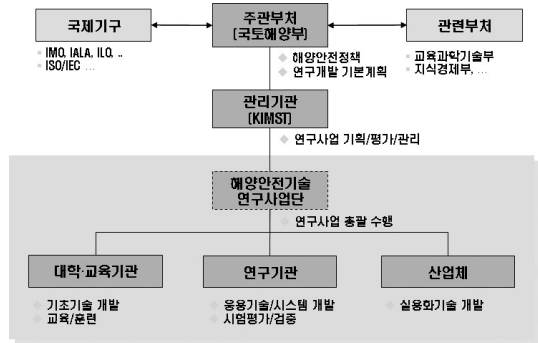 국제기구
주관부처
[국토해양부]
관련부처
IMO, IALA, ILO, ..
ISO/IEC ...
해양안전정책
연구개발 기본계획
교육과학기술부
지식경제부, ...
관리기관
(KIMST)
연구사업 기획/평가/관리
해양안전기술
연구사업단
연구사업 총괄 수행
대학·교육기관
연구기관
산업체
기초기술 개발
교육/훈련
응용기술/시스템 개발
시험평가/검증
실용화기술 개발